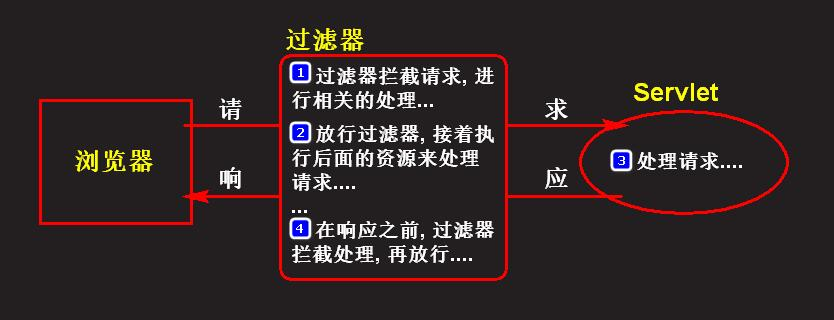 过滤器
1 过滤器拦截请求, 进
行相关的处理...
2 放行过滤器, 接着执
行后面的资源来处理
请求....
...
4 在响应之前, 过滤器
拦截处理, 再放行....
浏览器
请
求
响
应
Servlet
3 处理请求....